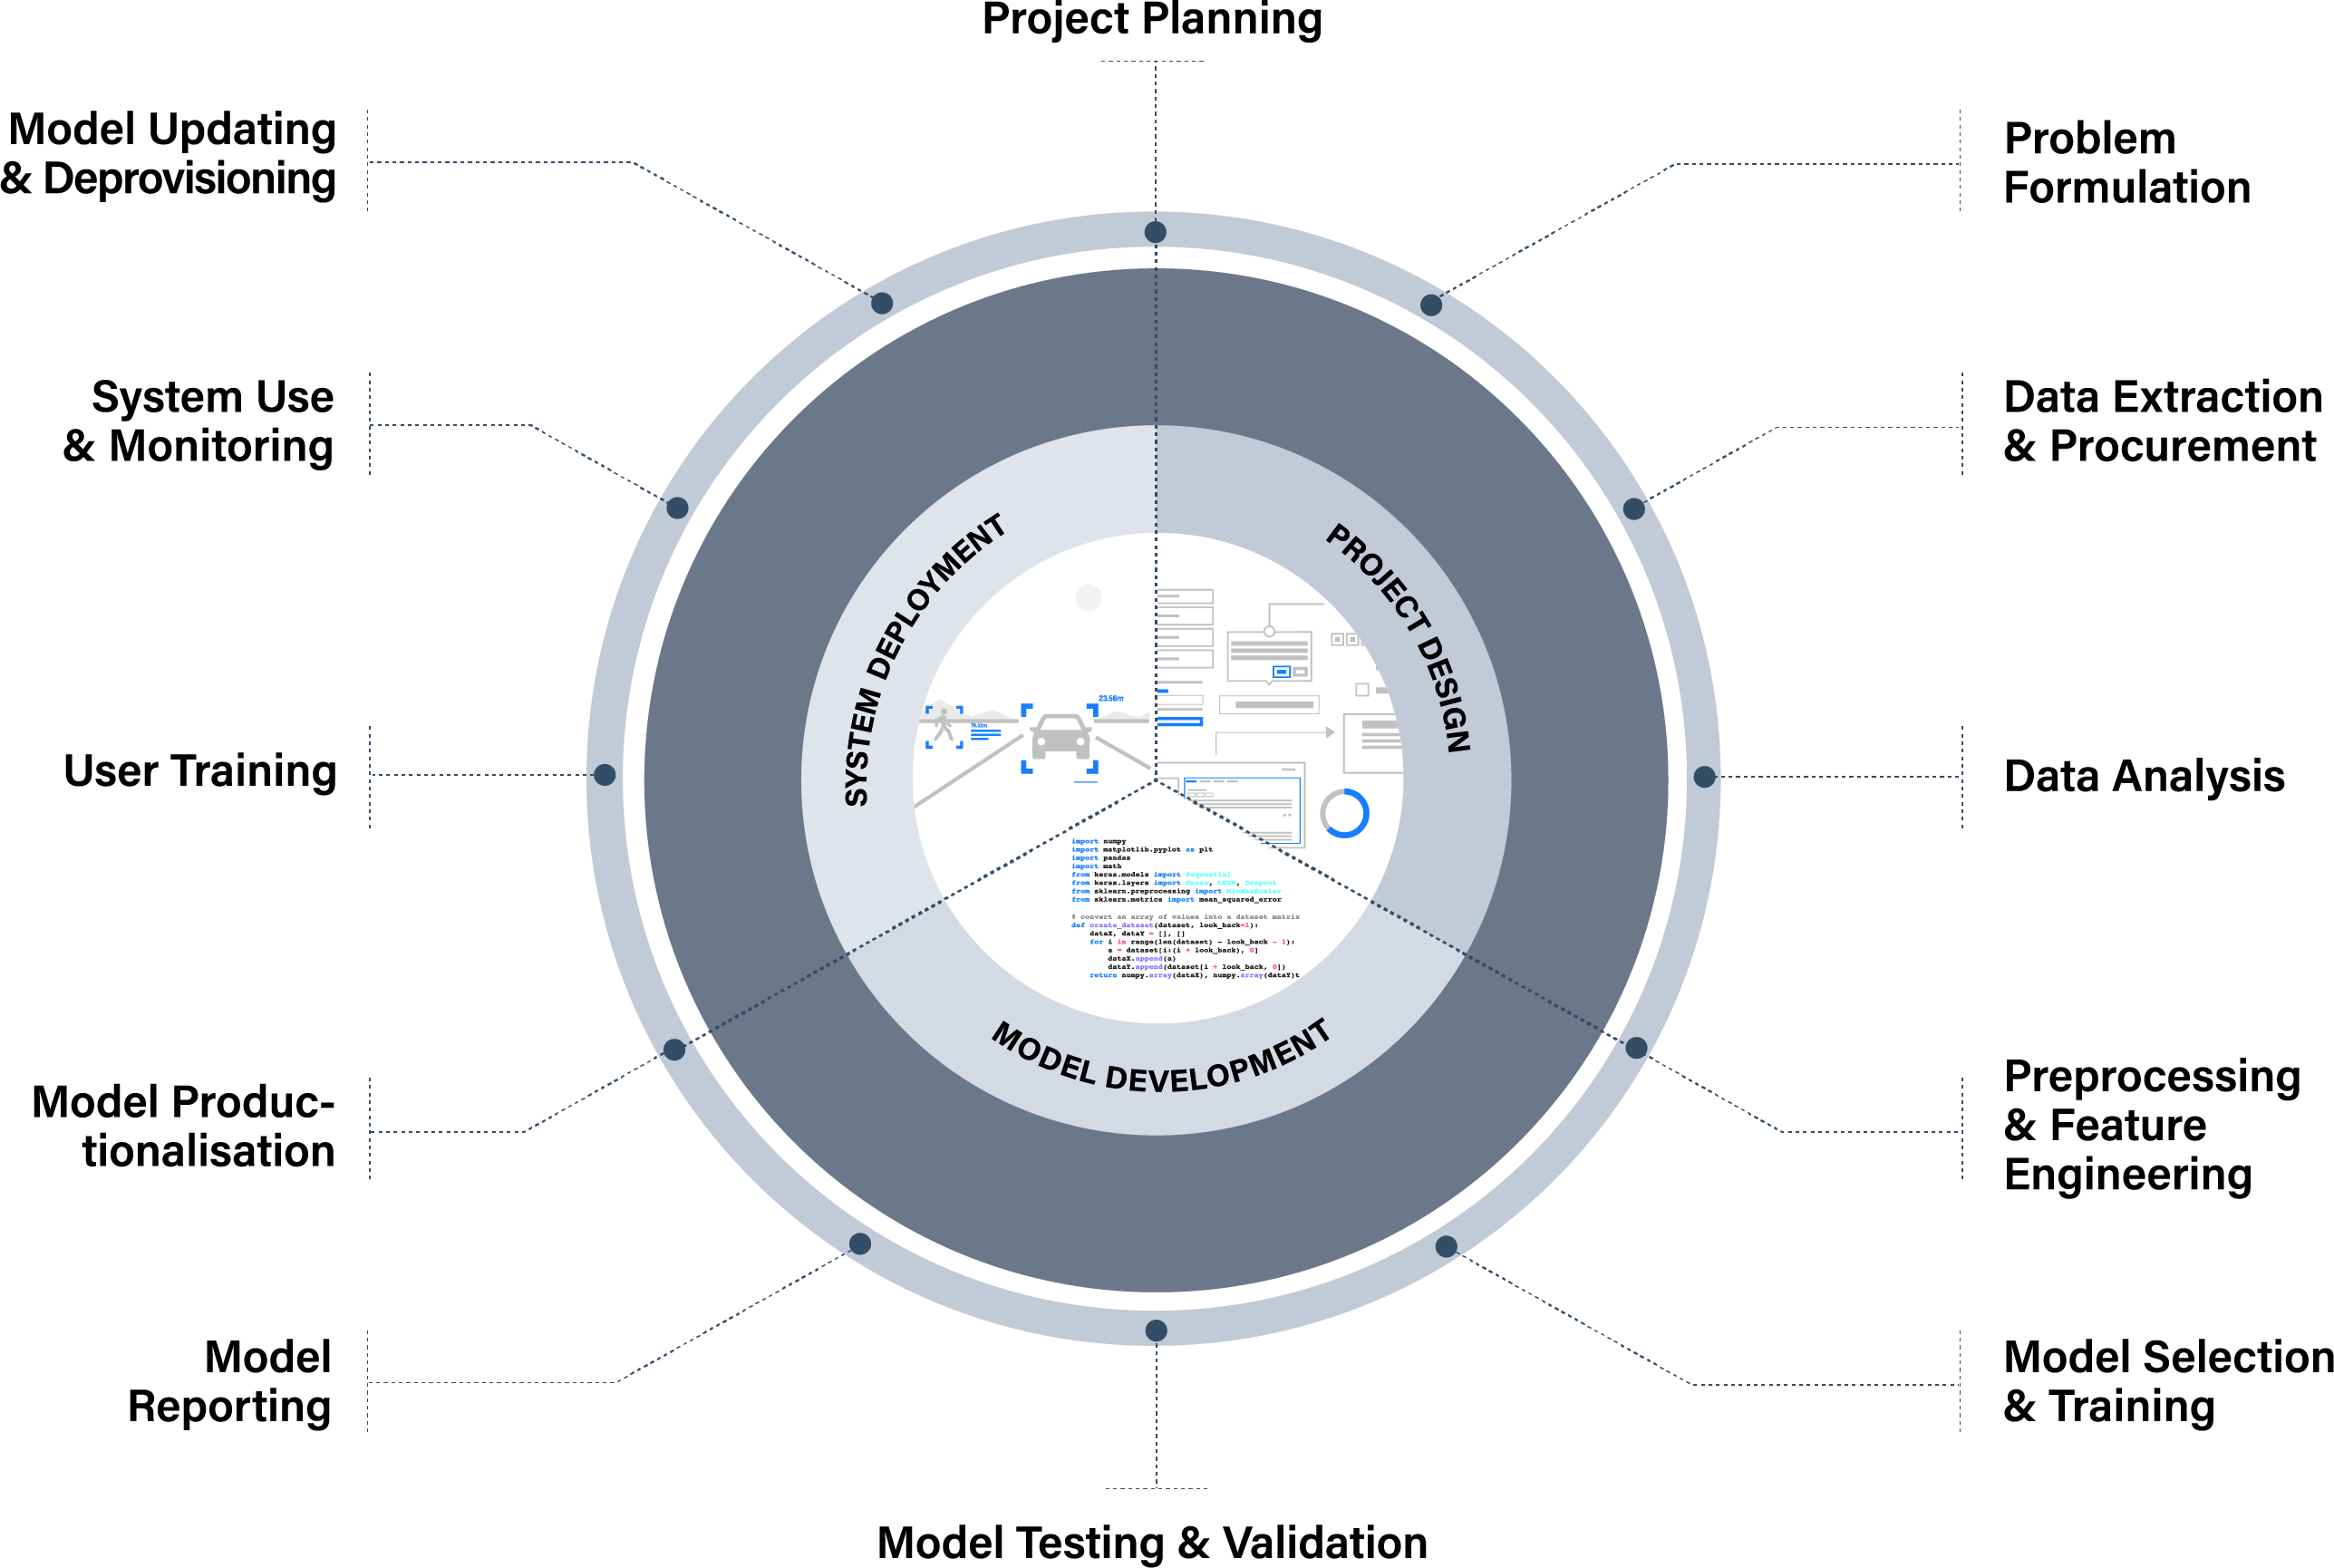 Project Planning
Problem
Formulation
Data Extraction
& Procurement
Data Analysis
Preprocessing
& Feature
Engineering
Model Selection
& Training
Model Testing & Validation
Model
Reporting
Model Produc-
tionalisation
User Training
System Use
& Monitoring
Model Updating
& Deprovisioning
PROJECT DESIGN
MODEL DEVELOPMENT
SYSTEM DEPLOYMENT
23.56m
import numpy
import matplotlib.pyplot as plt
import pandas
import math
from keras.models import Sequential
from keras.layers import Dense, LSTM, Dropout
from sklearn.preprocessing import MinMaxScaler
from sklearn.metrics import mean_squared_error
# convert an array of values into a dataset matrix
def create_dataset(dataset, look_back=1):
dataX, dataY = [], []
for i in range(len(dataset) - look_back - 1):
a = dataset[i:(i + look_back), 0]
dataX.append(a)
dataY.append(dataset[i + look_back, 0])
return numpy.array(dataX), numpy.array(dataY)t